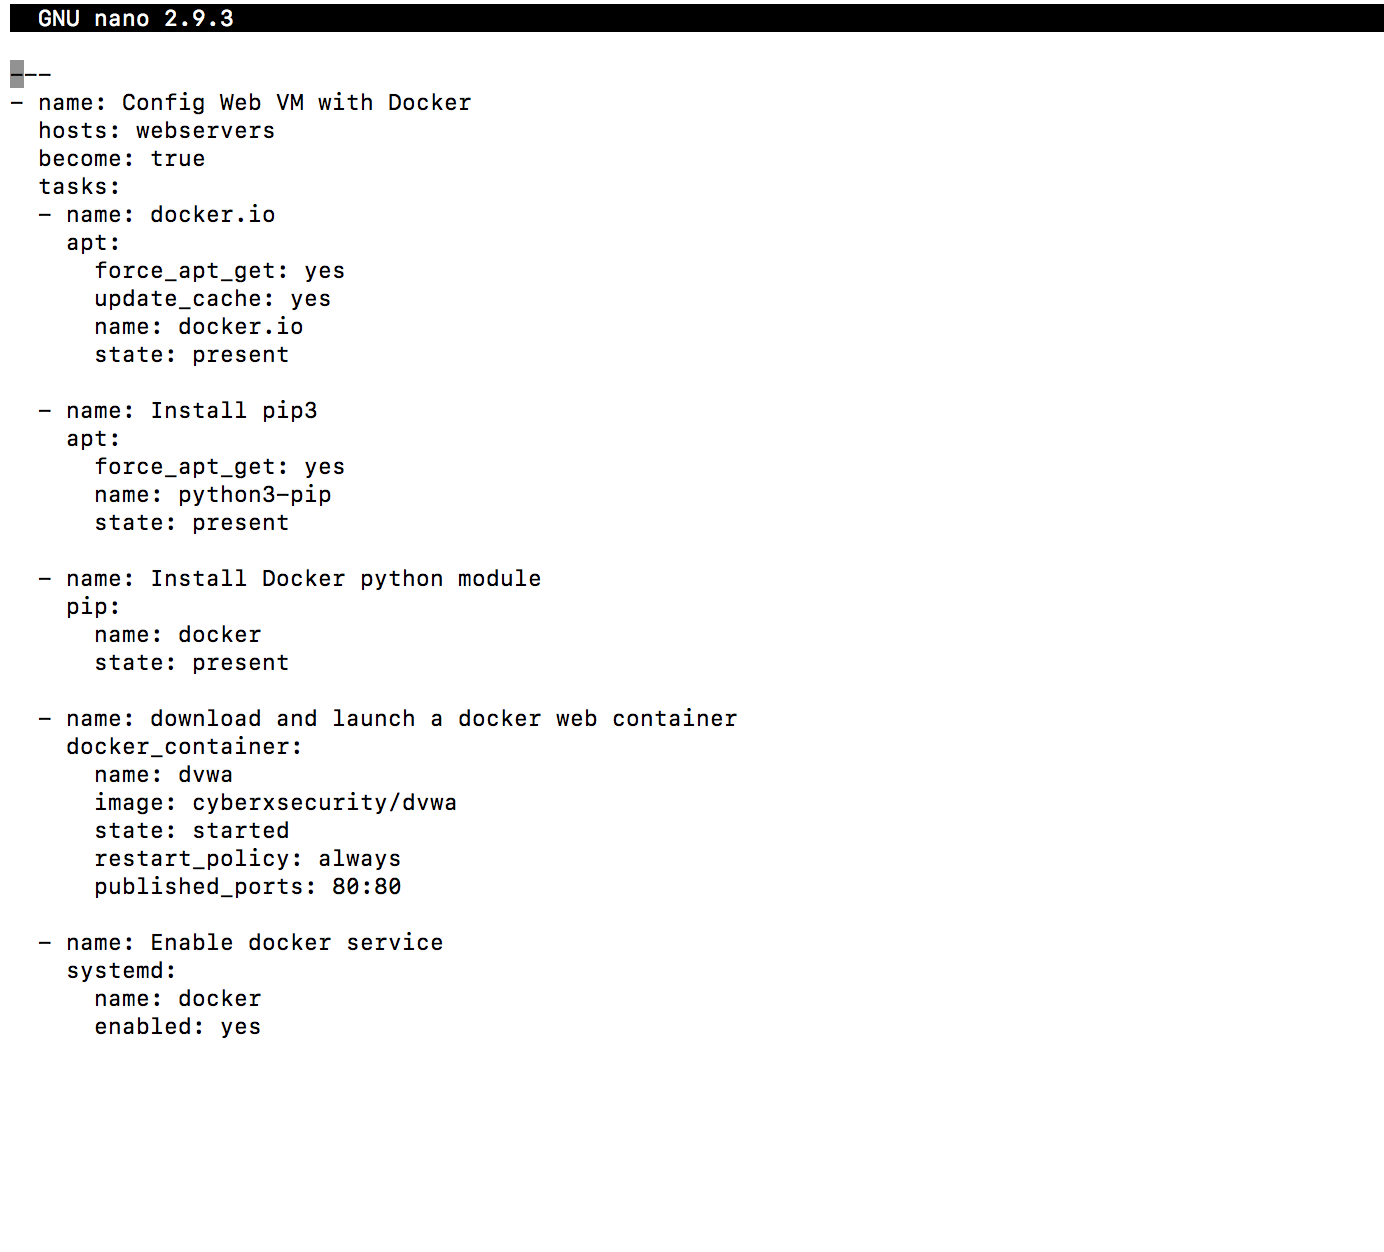 GNU nano 2.9.3
---
- name: Config Web VM with Docker
  hosts: webservers
  become: true
  tasks:
  - name: docker.io
    apt:
      force_apt_get: yes
      update_cache: yes
      name: docker.io
      state: present

  - name: Install pip3
    apt:
      force_apt_get: yes
      name: python3-pip
      state: present

  - name: Install Docker python module
    pip:
      name: docker
      state: present

  - name: download and launch a docker web container
    docker_container:
      name: dvwa
      image: cyberxsecurity/dvwa
      state: started
      restart_policy: always
      published_ports: 80:80

  - name: Enable docker service
    systemd:
      name: docker
      enabled: yes